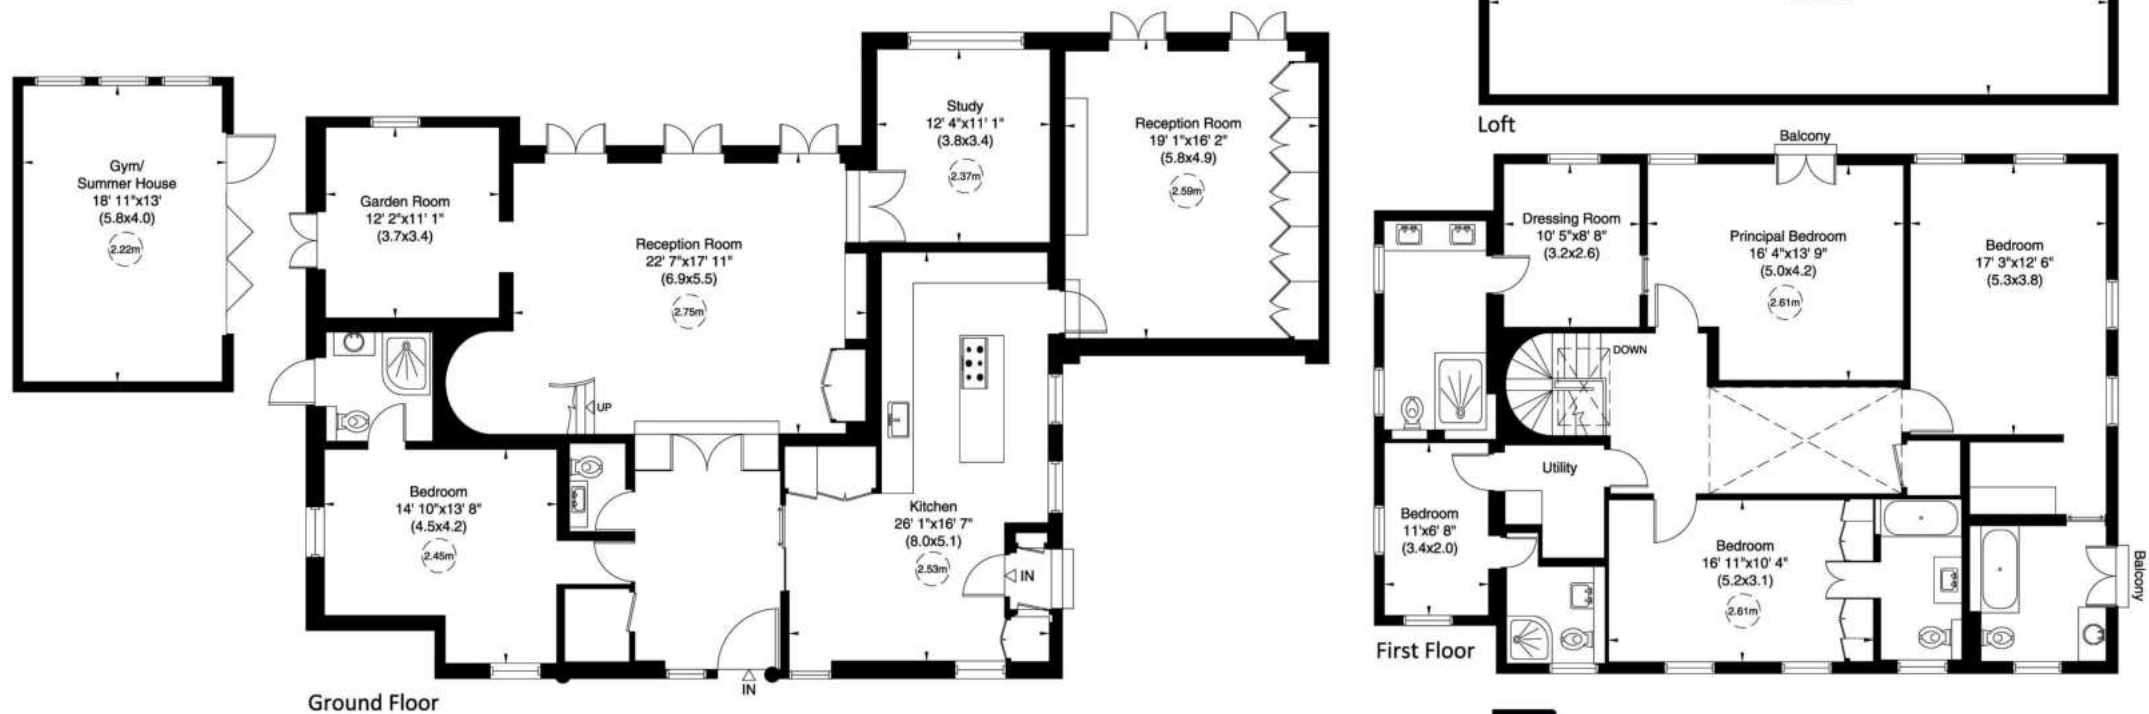 Gym/
Summer House
18' 11"x13'
(5.8x4.0)
2.22m
Garden Room
12' 2"x11' 1"
(3.7x3.4)
Reception Room
22' 7"x17' 11"
(6.9x5.5)
2.75m
Study
12' 4"x11' 1"
(3.8x3.4)
2.37m
Reception Room
19' 1"x16' 2"
(5.8x4.9)
2.59m
UP
Bedroom
14' 10"x13' 8"
(4.5x4.2)
2.45m
Kitchen
26' 1"x16' 7"
(8.0x5.1)
2.53m
IN
IN
Ground Floor
Loft
Balcony
Dressing Room
10' 5"x8' 8"
(3.2x2.6)
Principal Bedroom
16' 4"x13' 9"
(5.0x4.2)
2.61m
Bedroom
17' 3"x12' 6"
(5.3x3.8)
DOWN
Utility
Bedroom
11'x6' 8"
(3.4x2.0)
Bedroom
16' 11"x10' 4"
(5.2x3.1)
2.61m
Balcony
First Floor